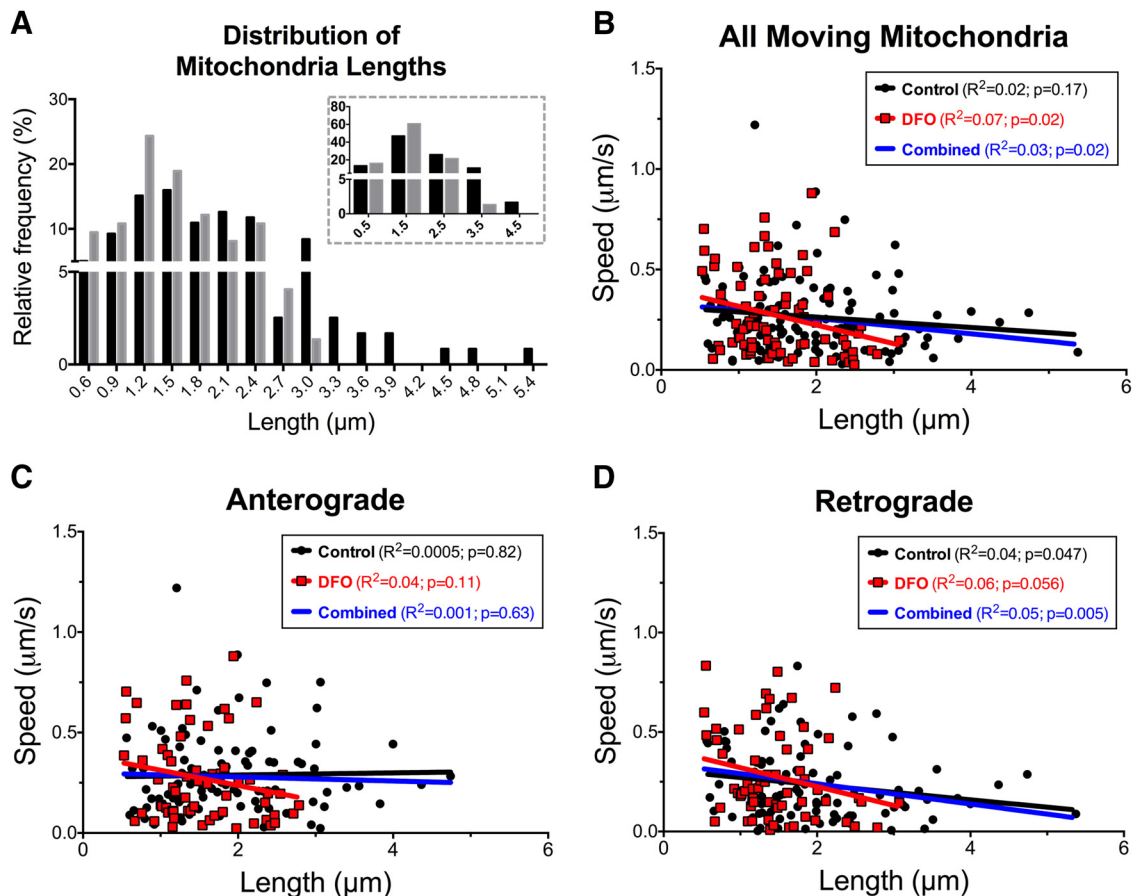 A
Distribution of
Mitochondria Lengths
Relative frequency (%)
30
20
10
5
0
0.6 0.9 1.2 1.5 1.8 2.1 2.4 2.7 3.0 3.3 3.6 3.9 4.2 4.5 4.8 5.1 5.4
Length (µm)
80
60
40
20
5
0
0.5 1.5 2.5 3.5 4.5
B
All Moving Mitochondria
Speed (µm/s)
1.5
1.0
0.5
0.0
0 2 4 6
Length (µm)
Control (R²=0.02; p=0.17)
DFO (R²=0.07; p=0.02)
Combined (R²=0.03; p=0.02)
C
Anterograde
Speed (µm/s)
1.5
1.0
0.5
0.0
0 2 4 6
Length (µm)
Control (R²=0.0005; p=0.82)
DFO (R²=0.04; p=0.11)
Combined (R²=0.001; p=0.63)
D
Retrograde
Speed (µm/s)
1.5
1.0
0.5
0.0
0 2 4 6
Length (µm)
Control (R²=0.04; p=0.047)
DFO (R²=0.06; p=0.056)
Combined (R²=0.05; p=0.005)